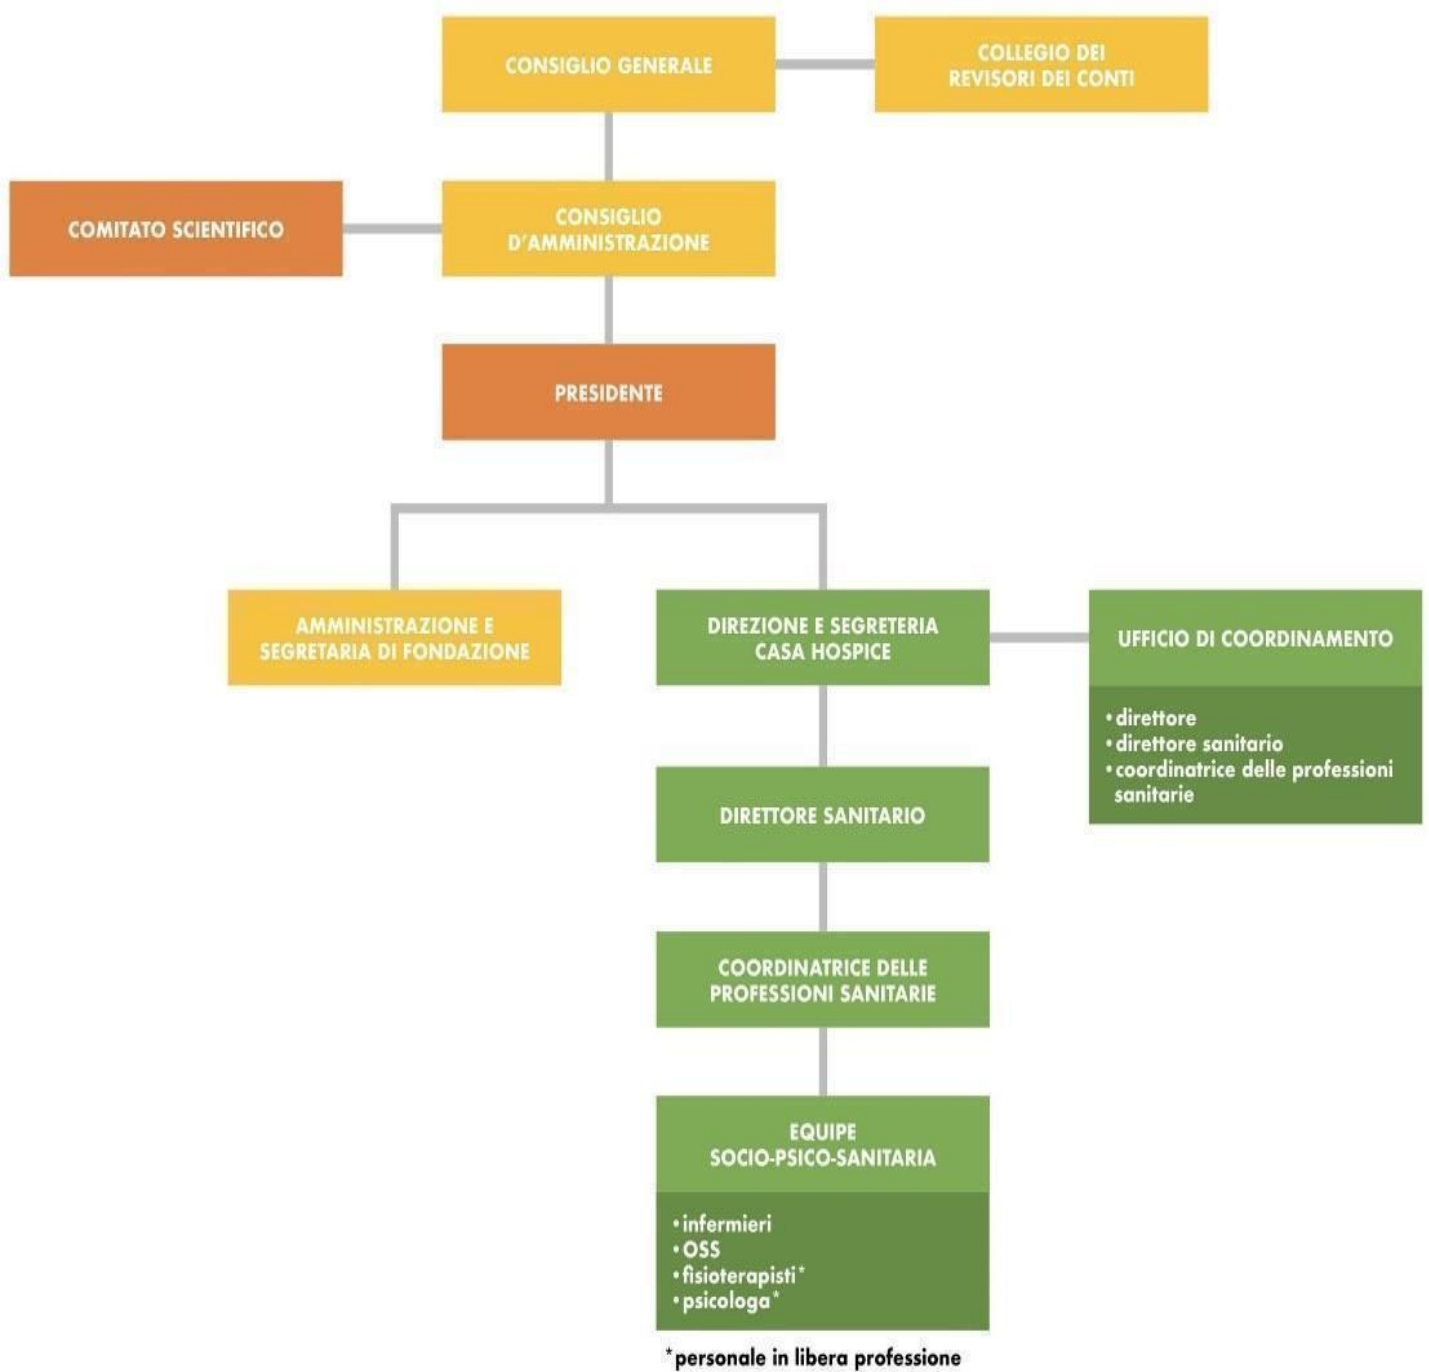 CONSIGLIO GENERALE
COLLEGIO DEI
REVISORI DEI CONTI
COMITATO SCIENTIFICO
CONSIGLIO
D'AMMINISTRAZIONE
PRESIDENTE
AMMINISTRAZIONE E
SEGRETARIA DI FONDAZIONE
DIREZIONE E SEGRETERIA
CASA HOSPICE
UFFICIO DI COORDINAMENTO
• direttore
• direttore sanitario
• coordinatrice delle professioni
sanitarie
DIRETTORE SANITARIO
COORDINATRICE DELLE
PROFESSIONI SANITARIE
EQUIPE
SOCIO-PSICO-SANITARIA
• infermieri
• OSS
• fisioterapisti*
• psicologa*
*personale in libera professione